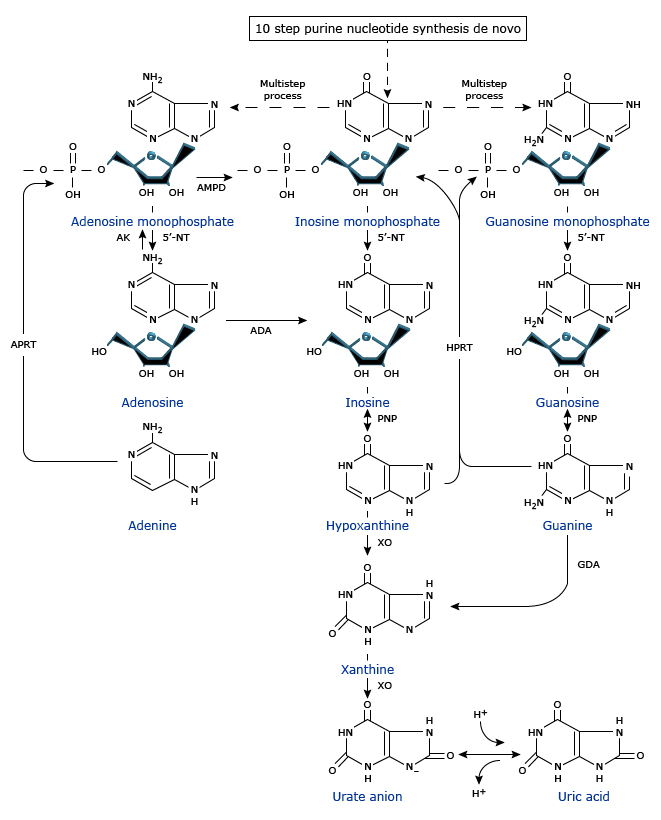 10 step purine nucleotide synthesis de novo
Multistep process
Multistep process
NH2
N
N
N
N
O
HN
N
N
N
O
HN
NH
H2N
N
N
O
O
P
O
OH
OH
OH
AMPD
O
O
P
O
OH
OH
OH
O
O
P
O
OH
OH
OH
Adenosine monophosphate
Inosine monophosphate
Guanosine monophosphate
AK
5′-NT
5′-NT
5′-NT
NH2
N
N
N
N
O
HN
N
N
N
O
HN
NH
H2N
N
N
ADA
HO
OH
OH
HO
OH
OH
HO
OH
OH
APRT
HPRT
Adenosine
Inosine
Guanosine
PNP
PNP
NH2
N
N
N
H
O
HN
N
N
N
H
O
HN
N
H2N
N
N
H
Adenine
Hypoxanthine
Guanine
XO
GDA
O
HN
H
N
O
N
H
N
Xanthine
XO
O
HN
H
N
O
N
H
N–
O
H+
H+
O
HN
H
N
O
N
H
N
H
O
Urate anion
Uric acid